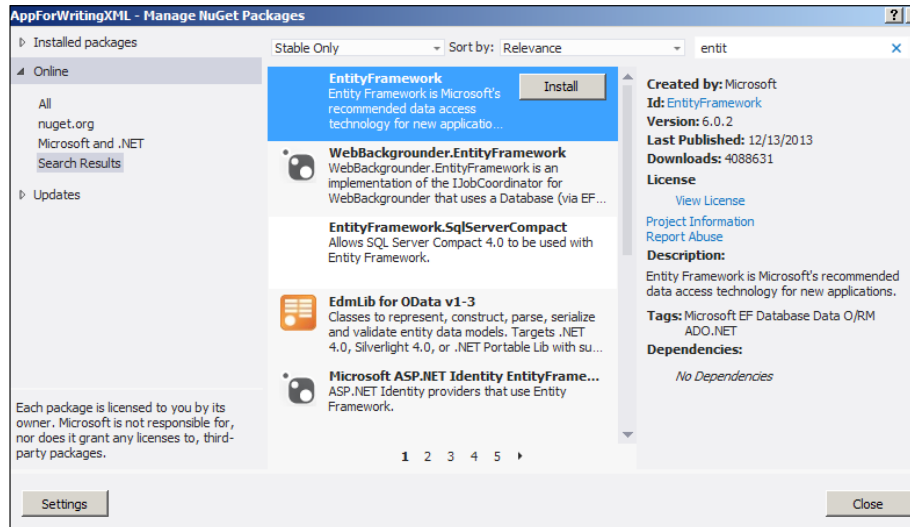 AppForWritingXML - Manage NuGet Packages
?
Installed packages
Online
All
nuget.org
Microsoft and .NET
Search Results
Updates
Each package is licensed to you by its
owner. Microsoft is not responsible for,
nor does it grant any licenses to, third-
party packages.
Settings
Stable Only
Sort by: Relevance
entit
EntityFramework
Install
Entity Framework is Microsoft's
recommended data access
technology for new applicatio...
WebBackgrounder.EntityFramework
WebBackgrounder.EntityFramework is an
implementation of the IJobCoordinator for
WebBackgrounder that uses a Database (via EF...
EntityFramework.SqlServerCompact
Allows SQL Server Compact 4.0 to be used with
Entity Framework.
EdmLib for OData v1-3
Classes to represent, construct, parse, serialize
and validate entity data models. Targets .NET
4.0, Silverlight 4.0, or .NET Portable Lib with su...
Microsoft ASP.NET Identity EntityFrame...
ASP.NET Identity providers that use Entity
Framework.
1 2 3 4 5
Created by: Microsoft
Id: EntityFramework
Version: 6.0.2
Last Published: 12/13/2013
Downloads: 4088631
License
View License
Project Information
Report Abuse
Description:
Entity Framework is Microsoft's recommended
data access technology for new applications.
Tags: Microsoft EF Database Data O/RM
ADO.NET
Dependencies:
No Dependencies
Close